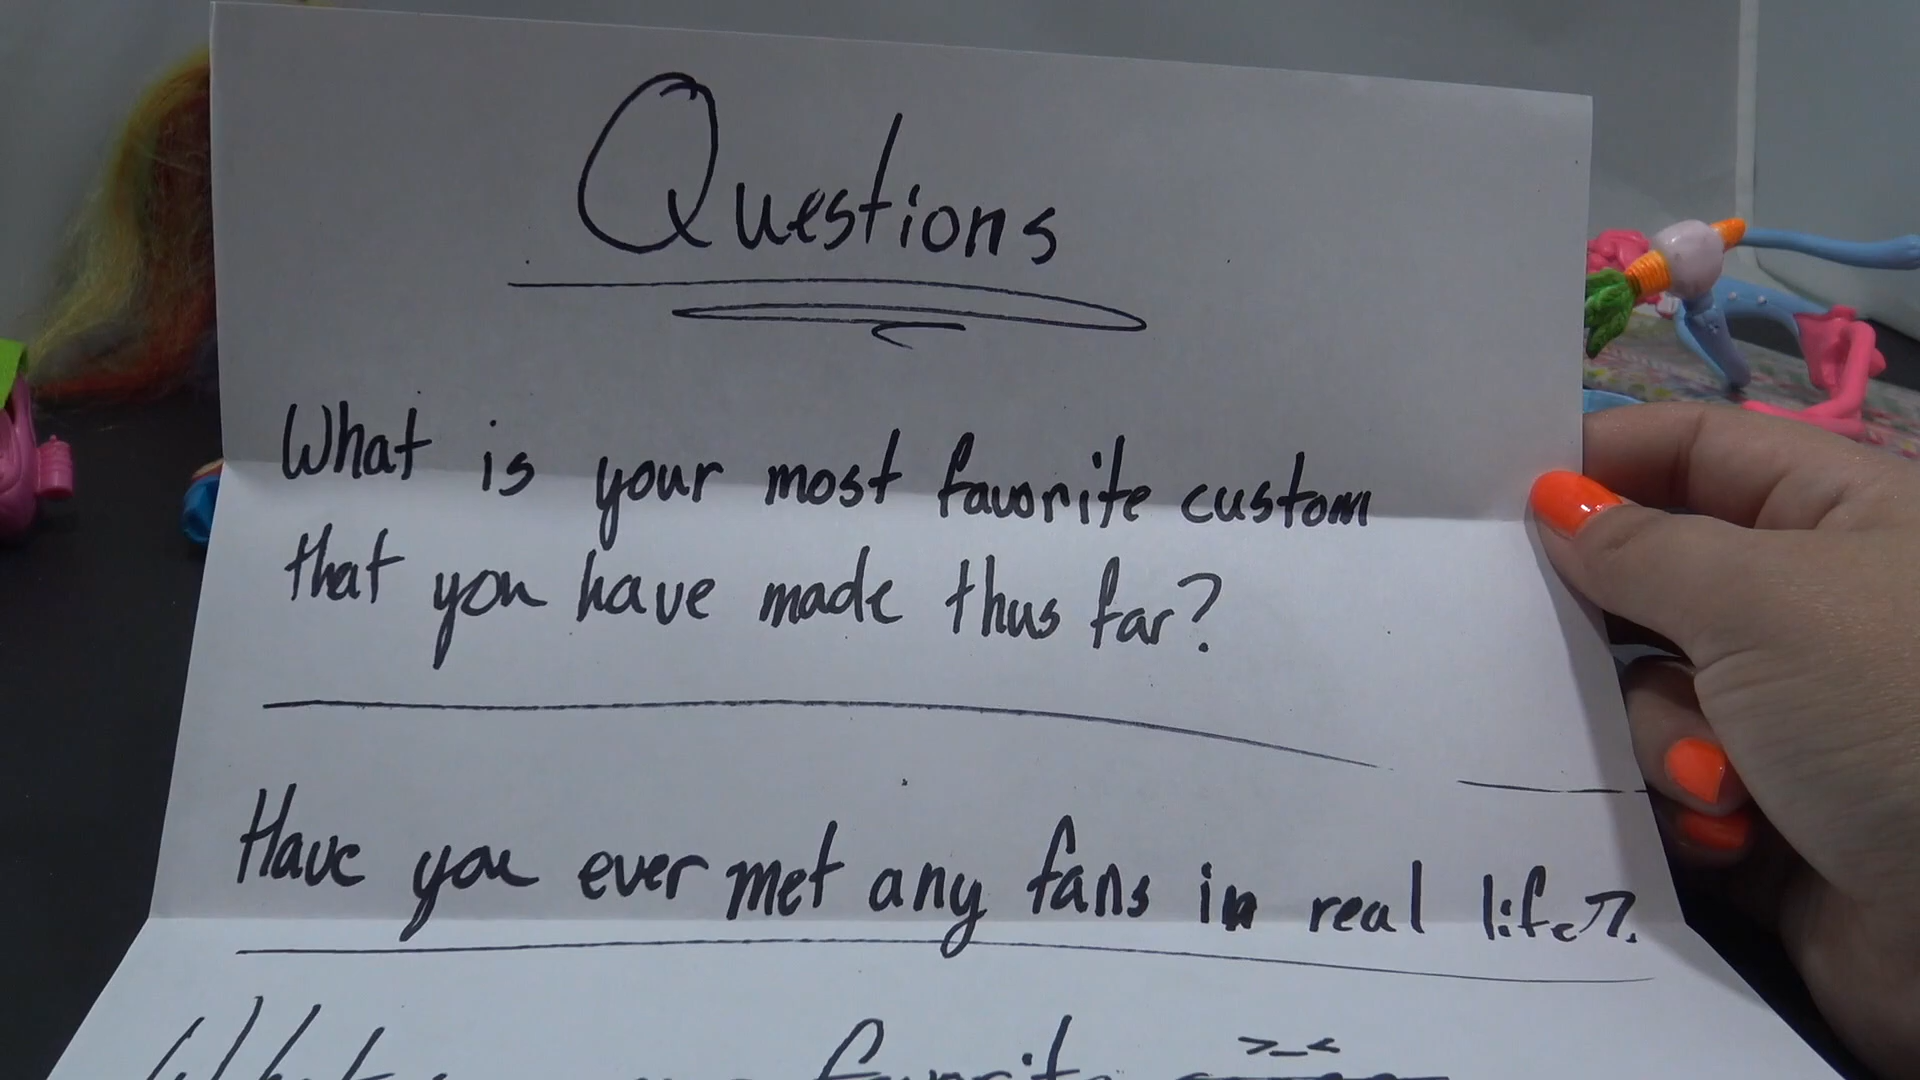 Questions
What is your most favorite custom
that you have made thus far?
Have you ever met any fans in real life?
favorite >_<